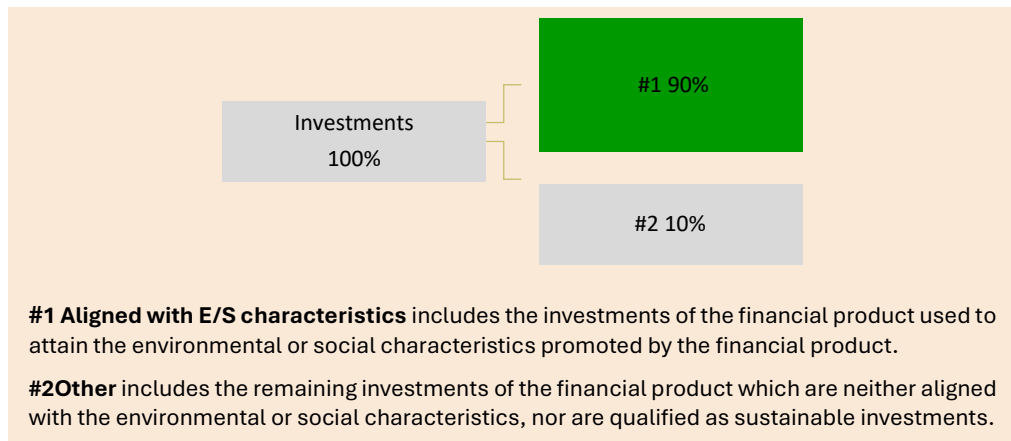 #1 90%
Investments
100%
#2 10%
#1 Aligned with E/S characteristics includes the investments of the financial product used to
attain the environmental or social characteristics promoted by the financial product.
#2Other includes the remaining investments of the financial product which are neither aligned
with the environmental or social characteristics, nor are qualified as sustainable investments.